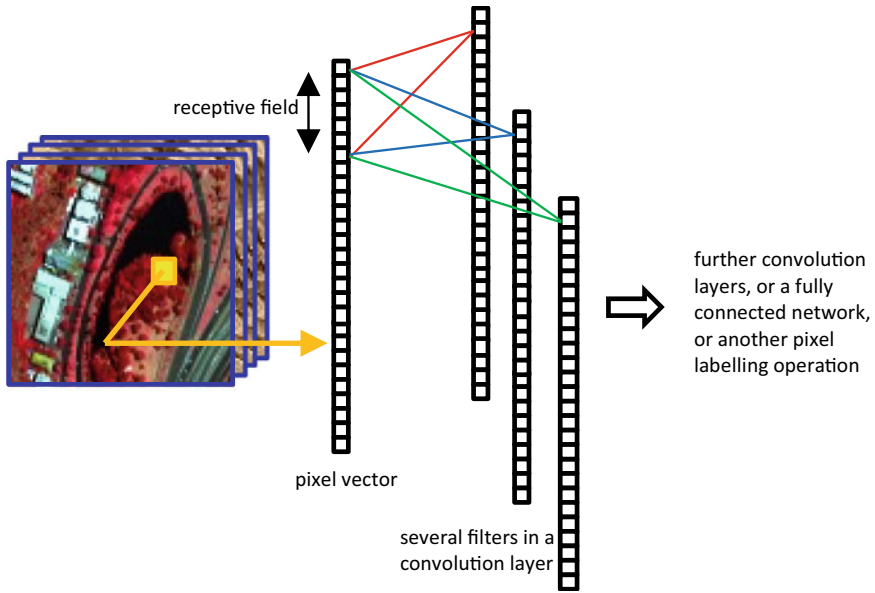 receptive field
pixel vector
several filters in a
convolution layer
further convolution
layers, or a fully
connected network,
or another pixel
labelling operation